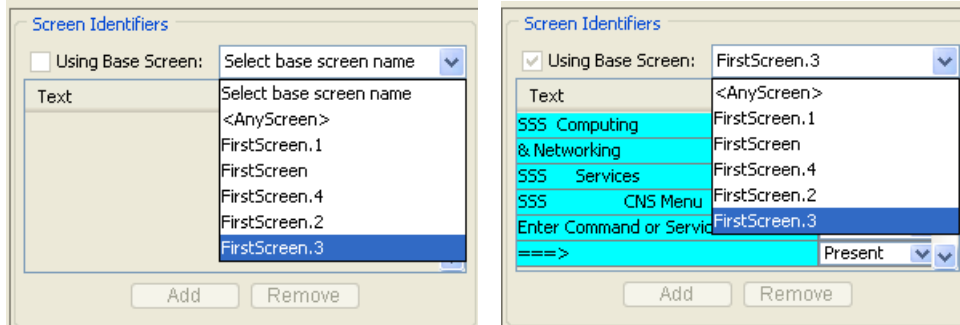 Screen Identifiers
Using Base Screen: Select base screen name
Text
Select base screen name
<AnyScreen>
FirstScreen.1
FirstScreen
FirstScreen.4
FirstScreen.2
FirstScreen.3
Add Remove
Screen Identifiers
Using Base Screen: FirstScreen.3
Text
<AnyScreen>
FirstScreen.1
FirstScreen
FirstScreen.4
FirstScreen.2
FirstScreen.3
SSS Computing
& Networking
SSS Services
SSS CNS Menu
Enter Command or Servic
===> Present
Add Remove